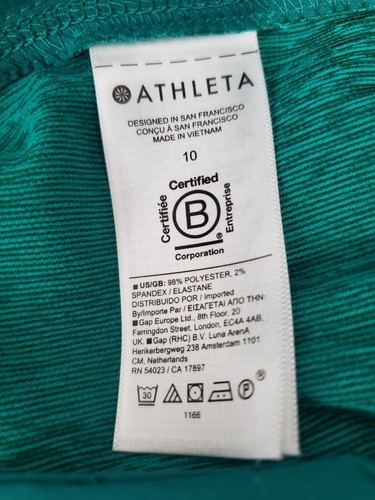 ATHLETA
DESIGNED IN SAN FRANCISCO
CONÇU À SAN FRANCISCO
MADE IN VIETNAM
10
Certified
Certifiée
B
Entreprise
Corporation
US/GB: 98% POLYESTER, 2%
SPANDEX / ELASTANE
DISTRIBUIDO POR / Imported
By/Importe Par / ΕΙΣΑΓΕΤΑΙ ΑΠΟ ΤΗΝ:
Gap Europe Ltd., 8th Floor, 20
Farringdon Street, London, EC4A 4AB,
UK. Gap (RHC) B.V. Luna ArenA
Herikerbergweg 238 Amsterdam 1101
CM, Netherlands
RN 54023 / CA 17897
30
P
®
1166